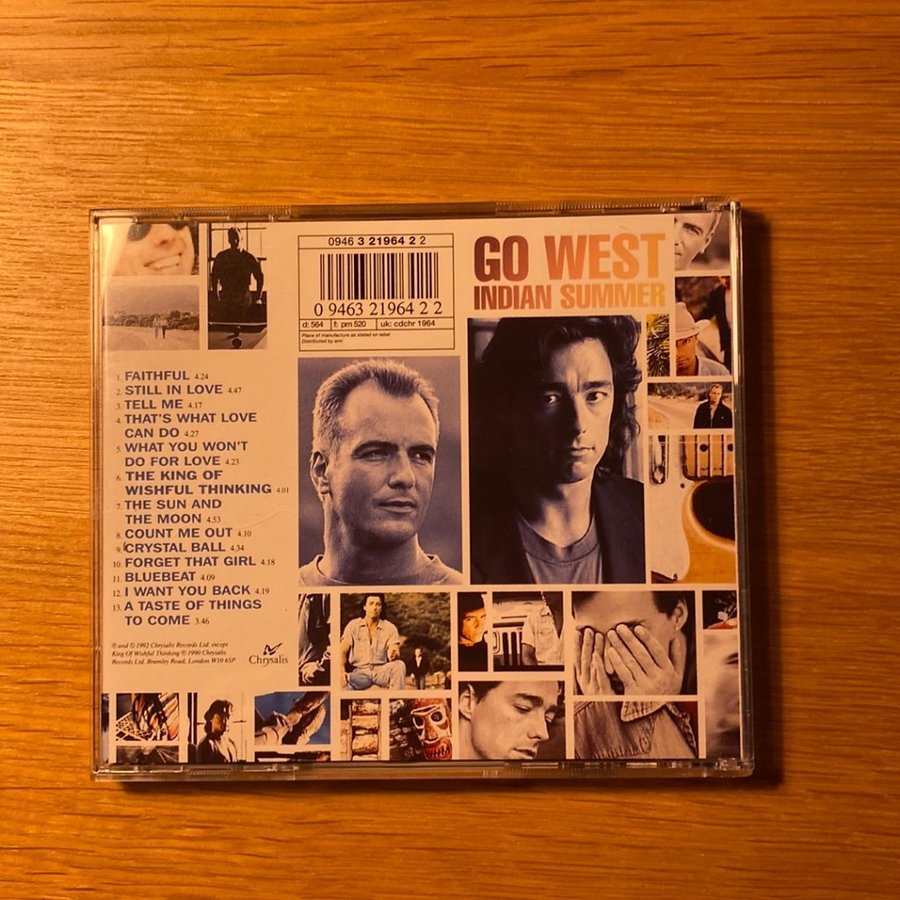 0946 3 21964 2 2
0 09463 21964 2 2
d: 564 f: pm 520 uk: cdchr 1964
Piece of manufacture as stated on label
Distributed by emi
GO WEST
INDIAN SUMMER
1. FAITHFUL 4.24
2. STILL IN LOVE 4.47
3. TELL ME 4.17
4. THAT'S WHAT LOVE
CAN DO 4.27
5. WHAT YOU WON'T
DO FOR LOVE 4.23
6. THE KING OF
WISHFUL THINKING 4.01
7. THE SUN AND
THE MOON 4.53
8. COUNT ME OUT 4.10
9. CRYSTAL BALL 4.34
10. FORGET THAT GIRL 4.18
11. BLUEBEAT 4.09
12. I WANT YOU BACK 4.19
13. A TASTE OF THINGS
TO COME 3.46
℗ and © 1992 Chrysalis Records Ltd. except
King Of Wishful Thinking ℗ 1990 Chrysalis
Records Ltd. Bramley Road, London W10 6SP
Chrysalis